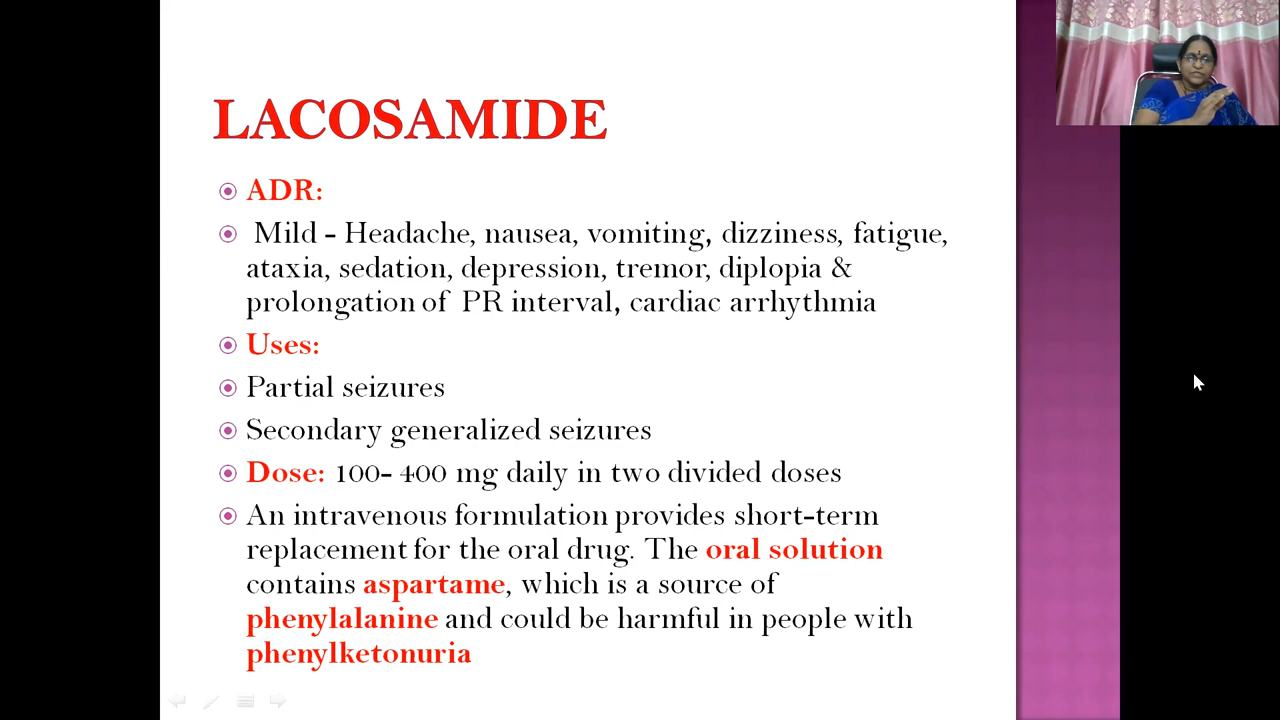 LACOSAMIDE
ADR:
Mild - Headache, nausea, vomiting, dizziness, fatigue,
ataxia, sedation, depression, tremor, diplopia &
prolongation of PR interval, cardiac arrhythmia
Uses:
Partial seizures
Secondary generalized seizures
Dose: 100- 400 mg daily in two divided doses
An intravenous formulation provides short-term
replacement for the oral drug. The oral solution
contains aspartame, which is a source of
phenylalanine and could be harmful in people with
phenylketonuria